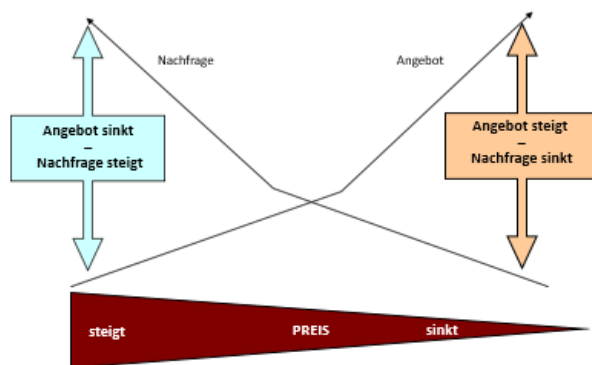 Nachfrage
Angebot
Angebot sinkt
–
Nachfrage steigt
Angebot steigt
–
Nachfrage sinkt
steigt
PREIS
sinkt